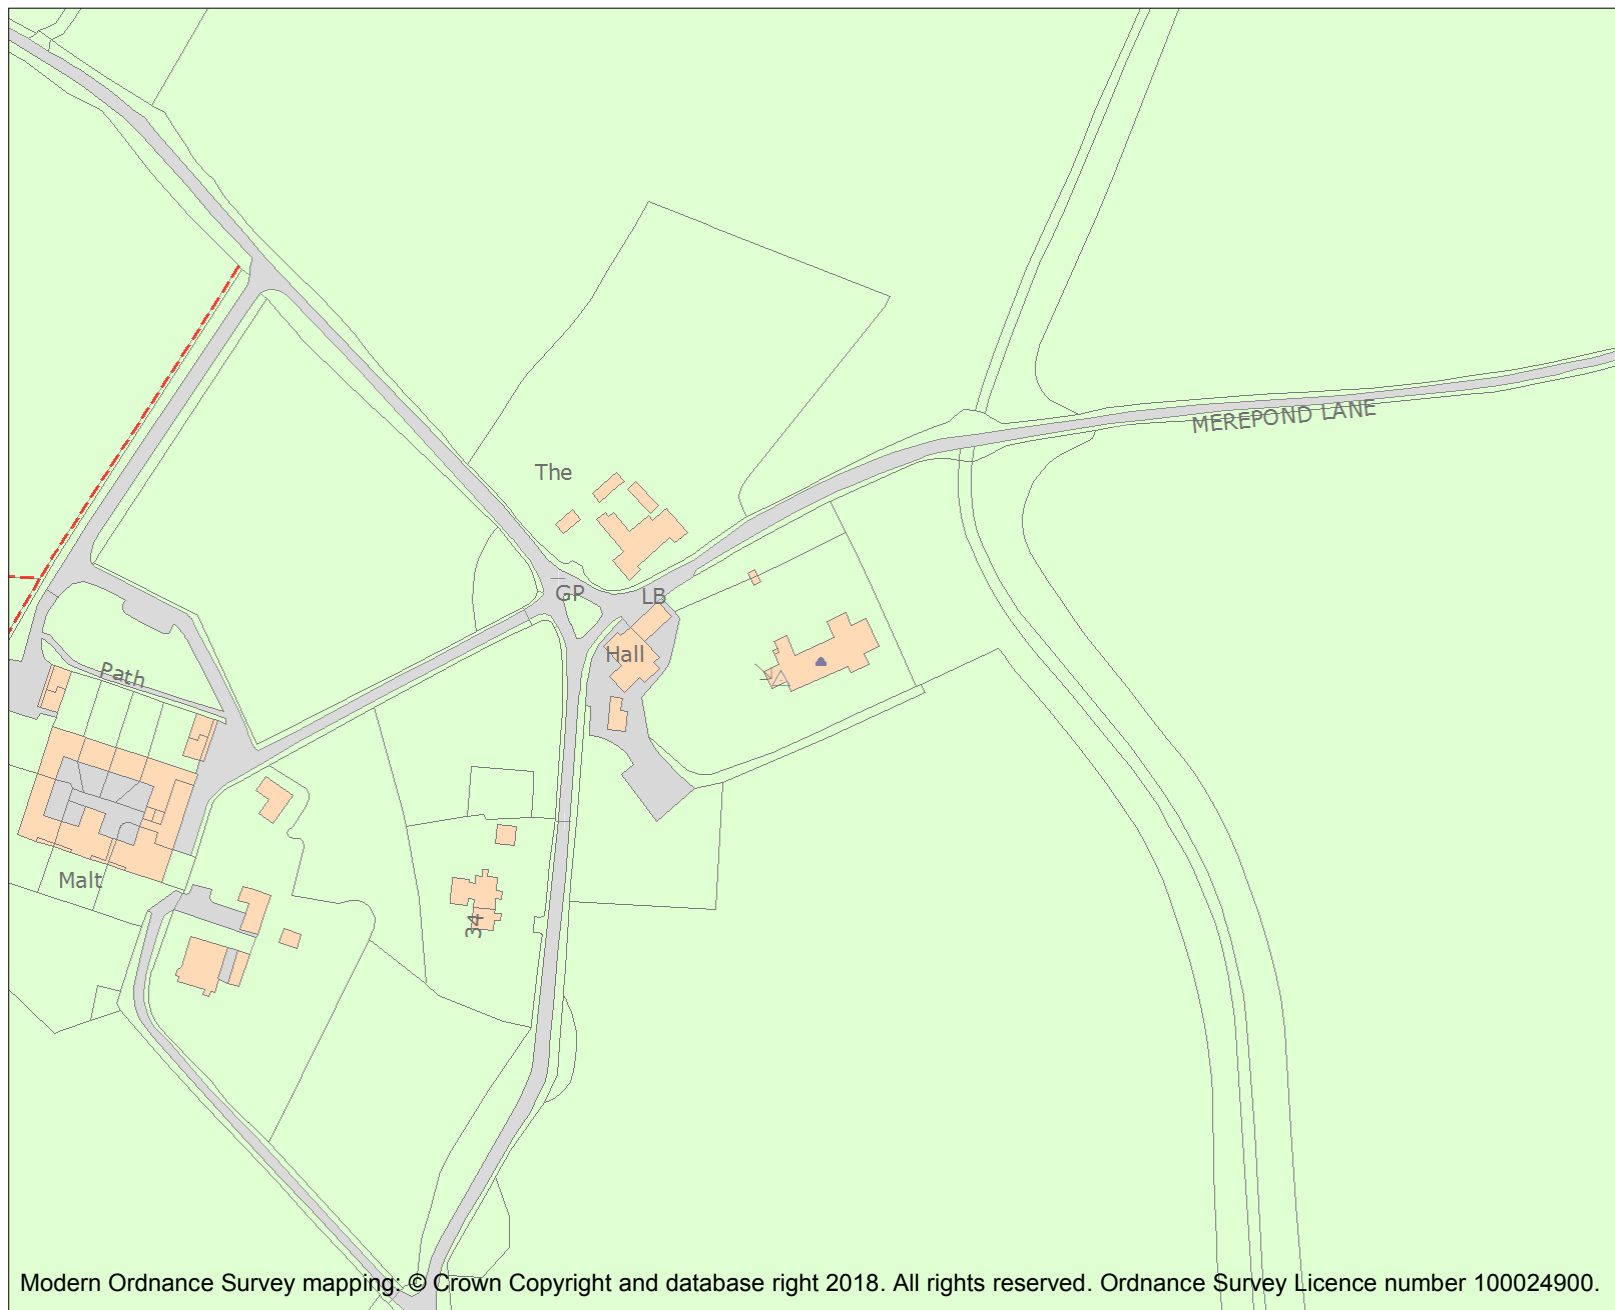 MEREPOND LANE
The
GP
LB
Hall
Path
Malt
34
Modern Ordnance Survey mapping: © Crown Copyright and database right 2018. All rights reserved. Ordnance Survey Licence number 100024900.